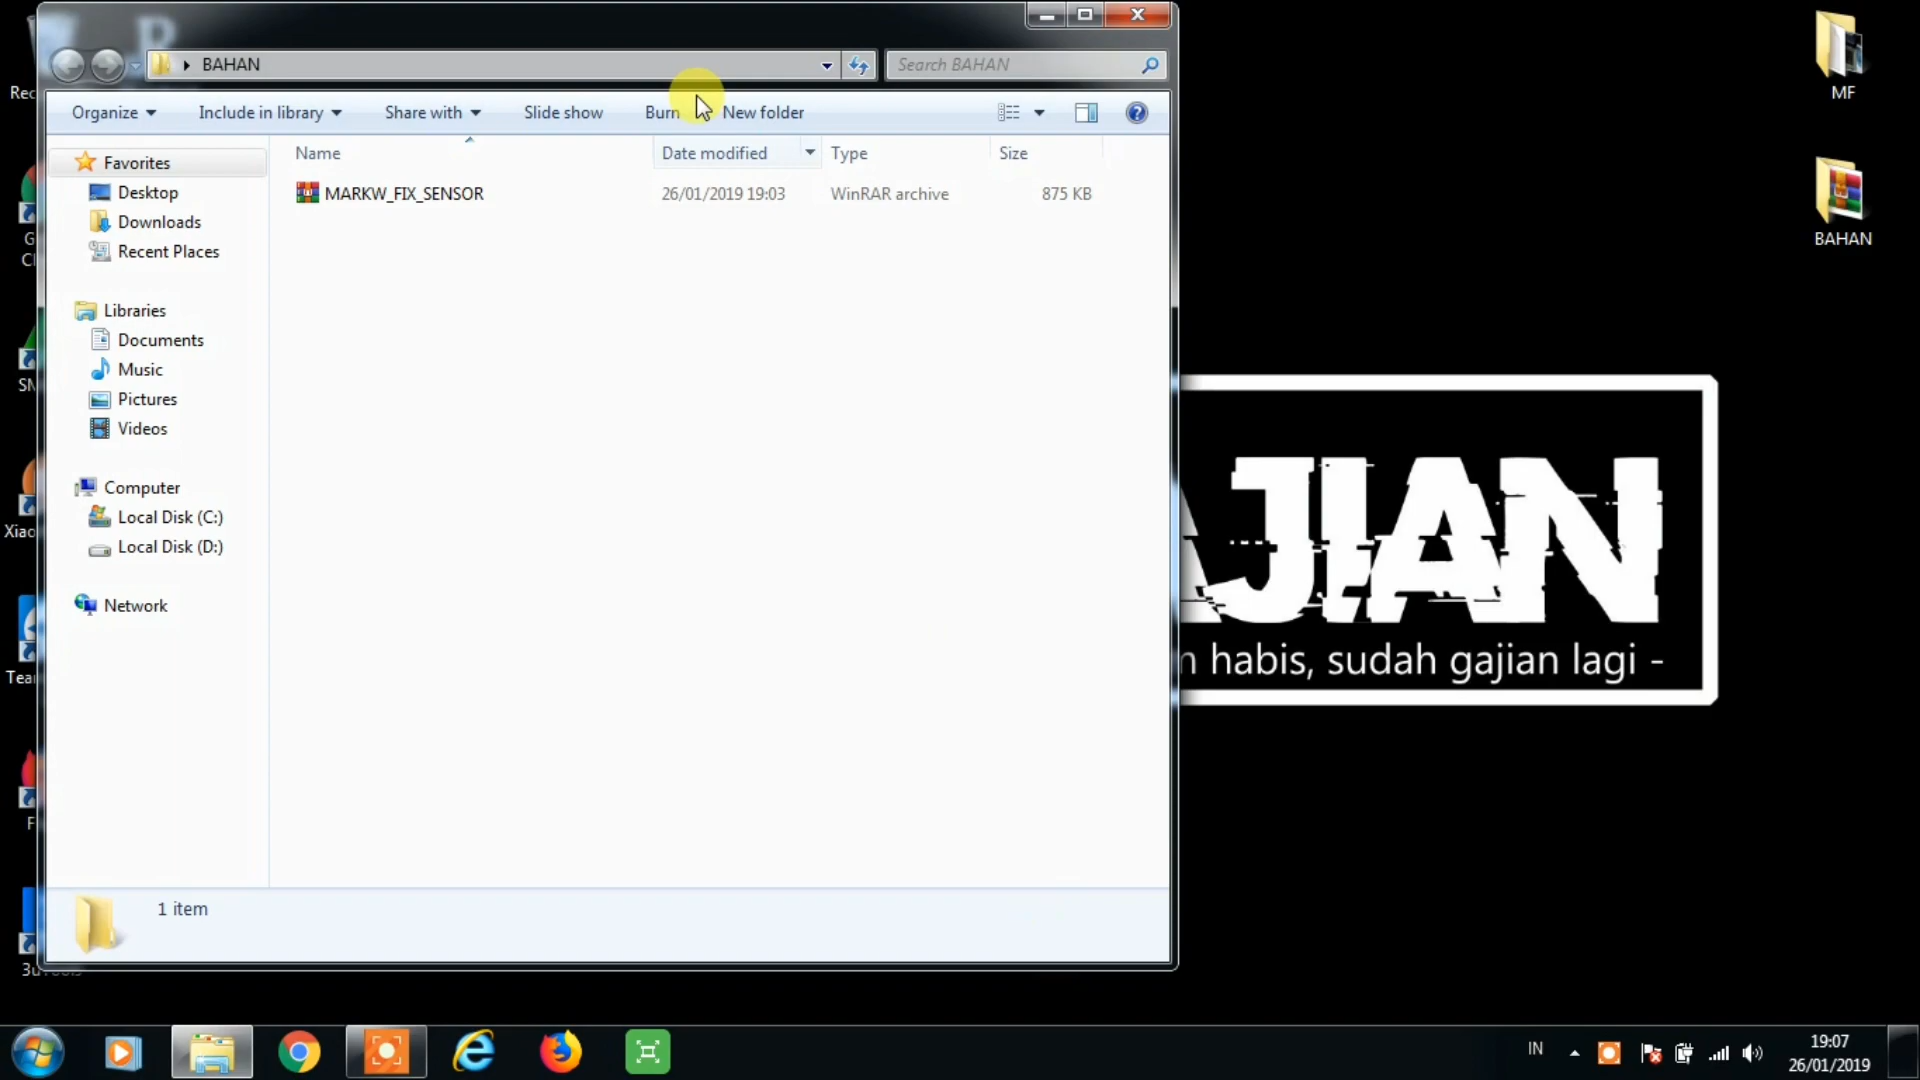 BAHAN
Search BAHAN
Organize
Include in library
Share with
Slide show
Burn
New folder
Name
Date modified
Type
Size
MARKW_FIX_SENSOR
26/01/2019 19:03
WinRAR archive
875 KB
Favorites
Desktop
Downloads
Recent Places
Libraries
Documents
Music
Pictures
Videos
Computer
Local Disk (C:)
Local Disk (D:)
Network
1 item
MF
BAHAN
AJIAN
habis, sudah gajian lagi -
IN
19:07
26/01/2019